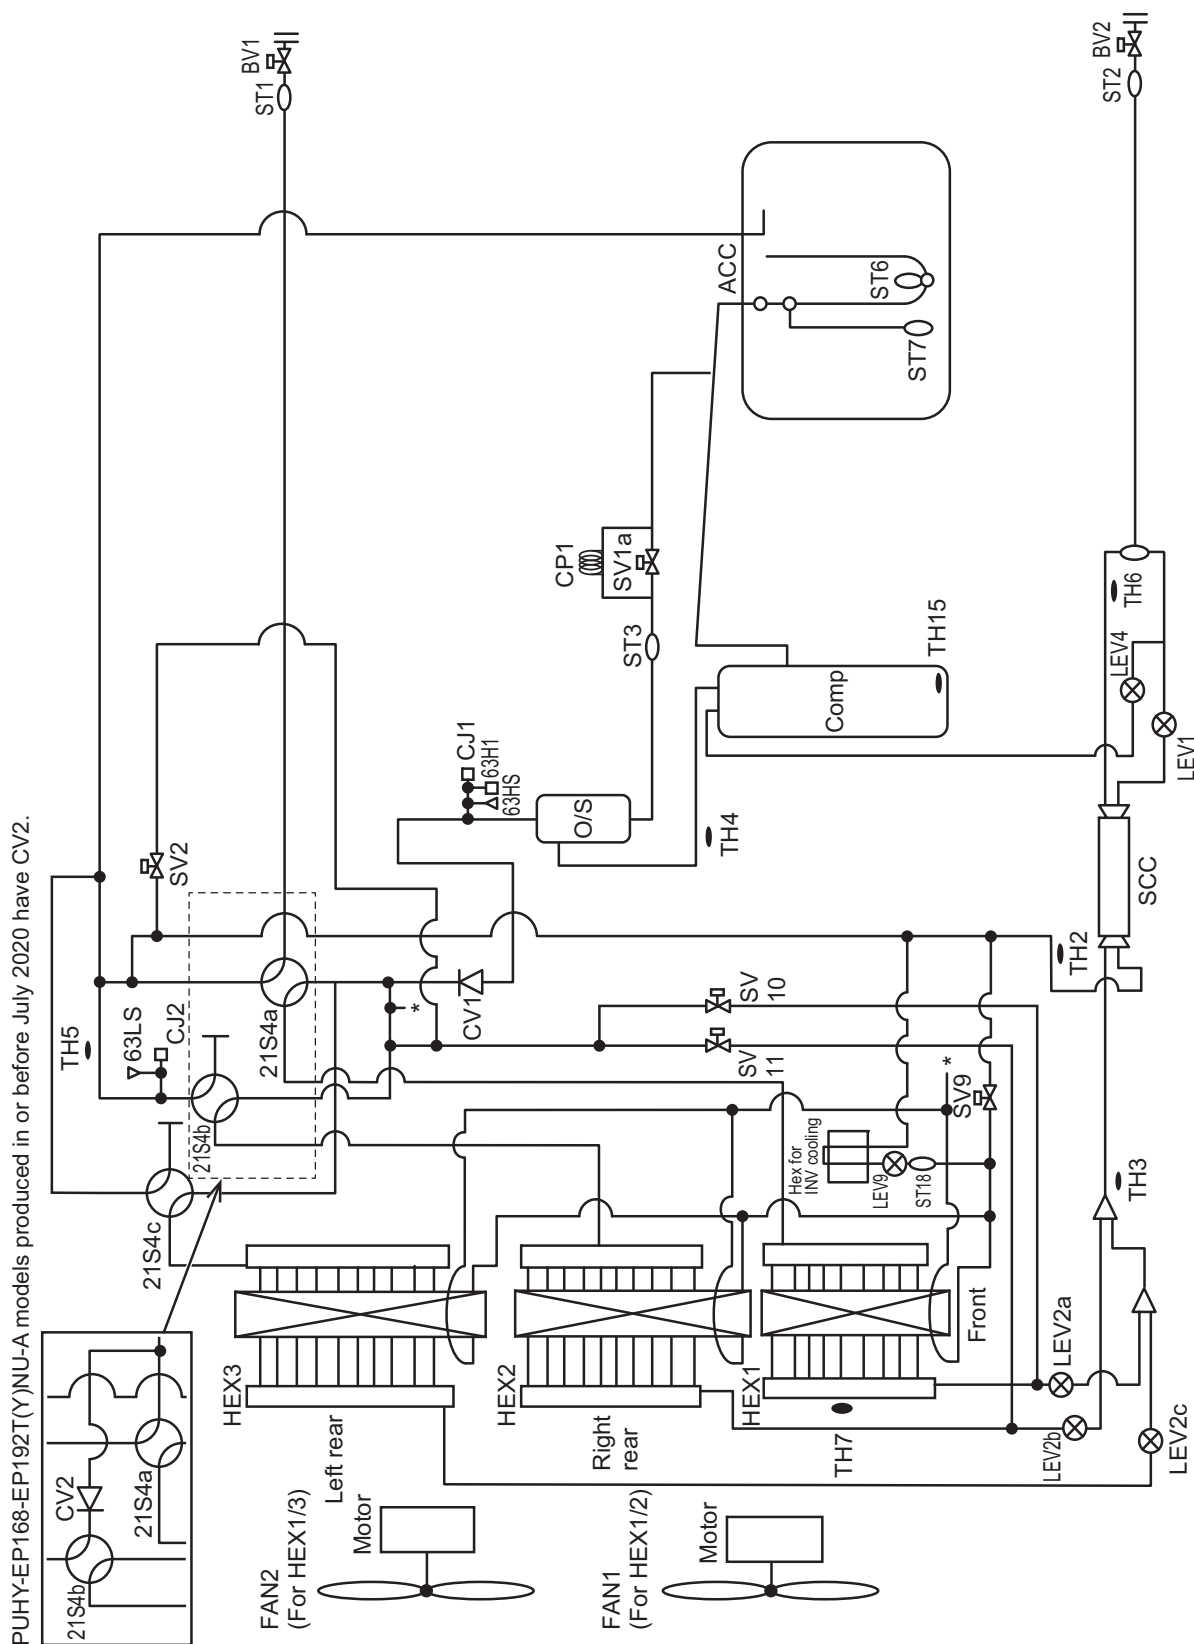 PUHY-EP168-EP192T(Y)NU-A models produced in or before July 2020 have CV2.
21S4b
CV2
21S4a
BV1
ST1
BV2
ST2
ACC
ST6
ST7
CP1
SV1a
ST3
TH15
Comp
TH6
LEV4
LEV1
CJ1
63H1
63HS
O/S
TH4
SCC
TH2
SV2
TH5
63LS
CJ2
21S4a
CV1
*
SV
10
SV
11
*
SV9
21S4b
21S4c
Hex for
INV cooling
LEV9
ST18
TH3
HEX3
Left rear
HEX2
Right
rear
HEX1
Front
TH7
LEV2a
LEV2b
LEV2c
FAN2
(For HEX1/3)
Motor
FAN1
(For HEX1/2)
Motor